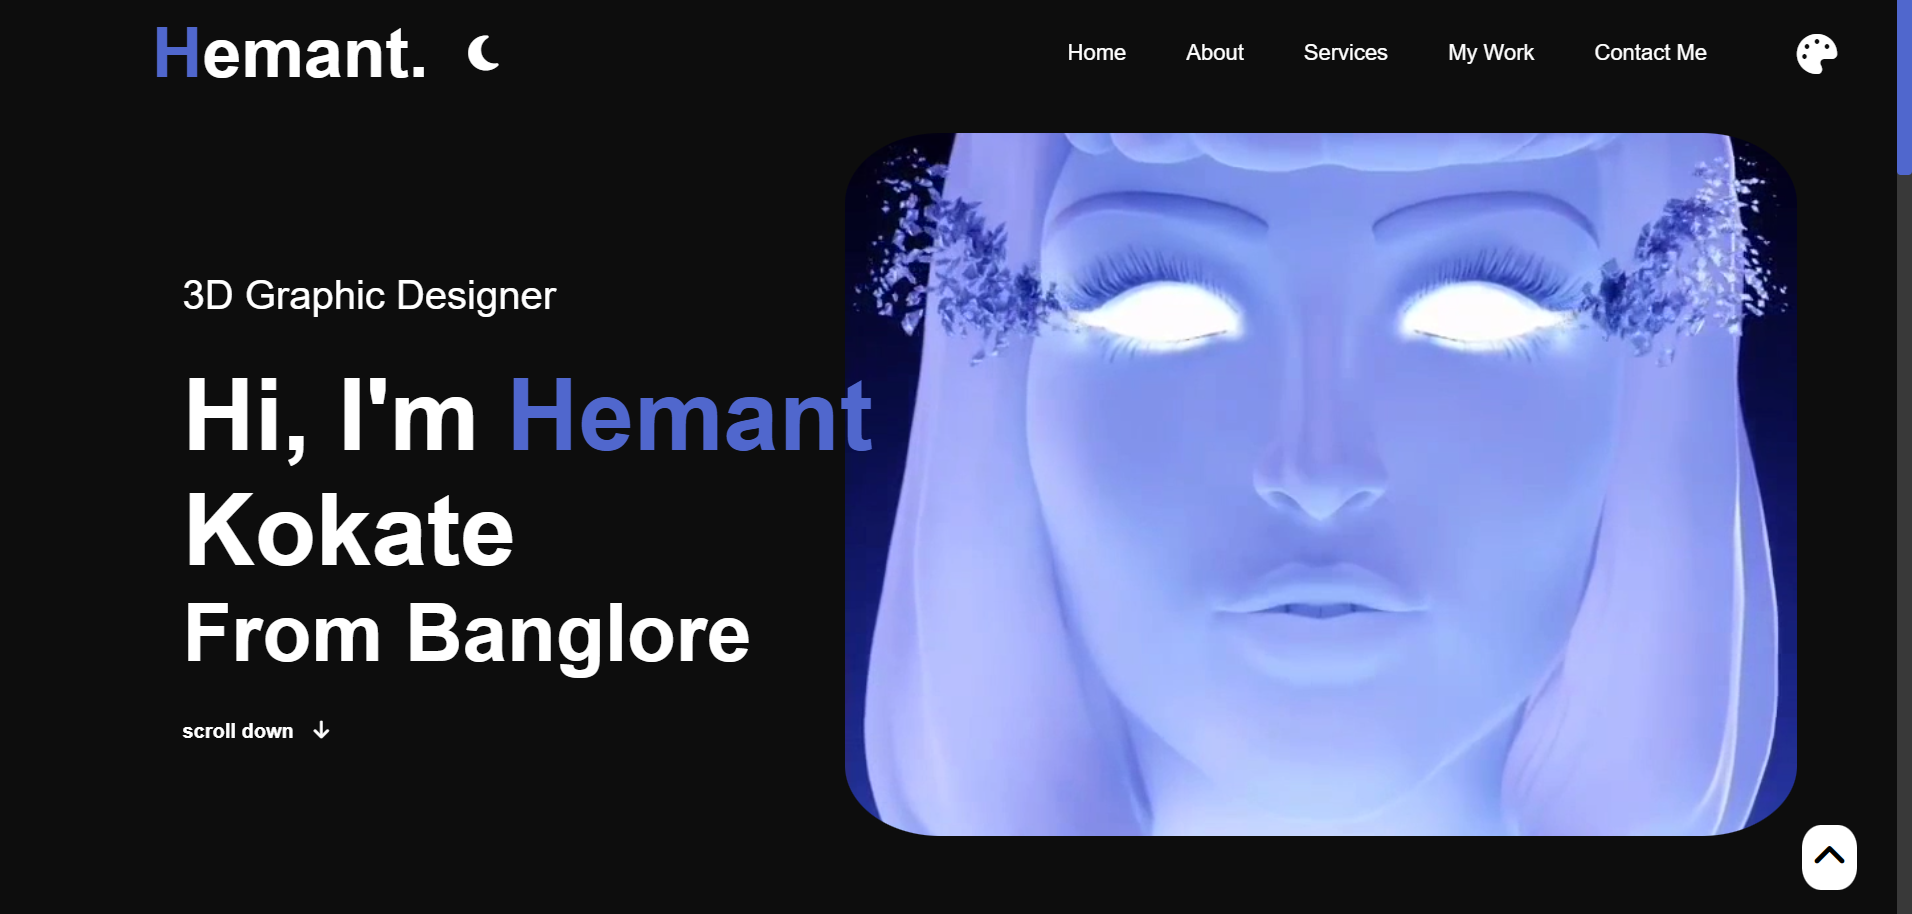 Hemant.
Home About Services My Work Contact Me
3D Graphic Designer
Hi, I'm Hemant
Kokate
From Banglore
scroll down